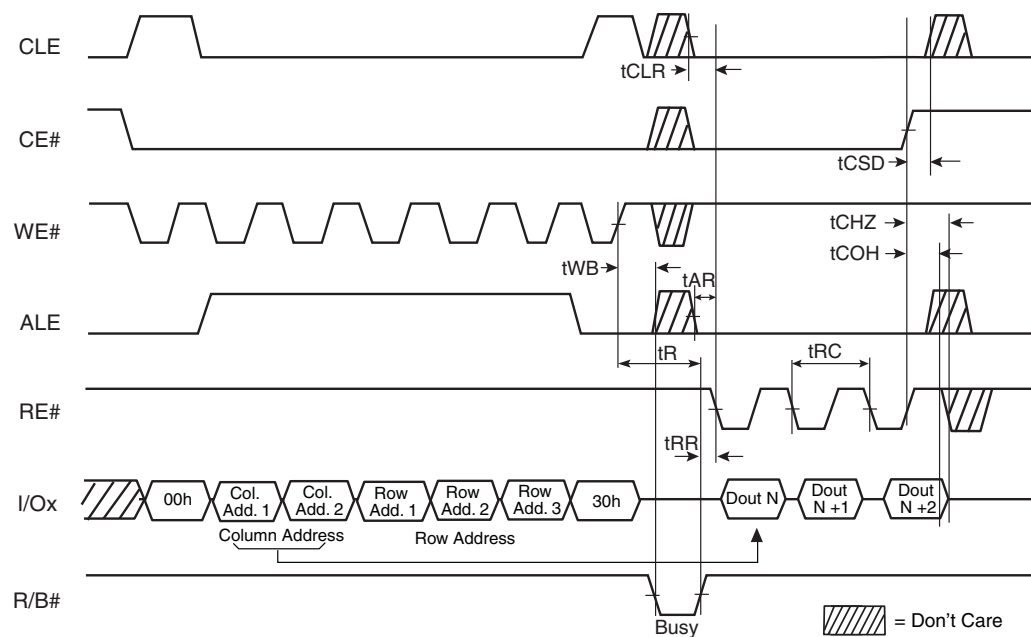 CLE
tCLR
CE#
tCSD
WE#
tCHZ
tCOH
tWB
tAR
ALE
tR
tRC
RE#
tRR
I/Ox
00h
Col.
Add. 1
Col.
Add. 2
Row
Add. 1
Row
Add. 2
Row
Add. 3
30h
Dout N
Dout
N +1
Dout
N +2
Column Address
Row Address
R/B#
Busy
= Don't Care